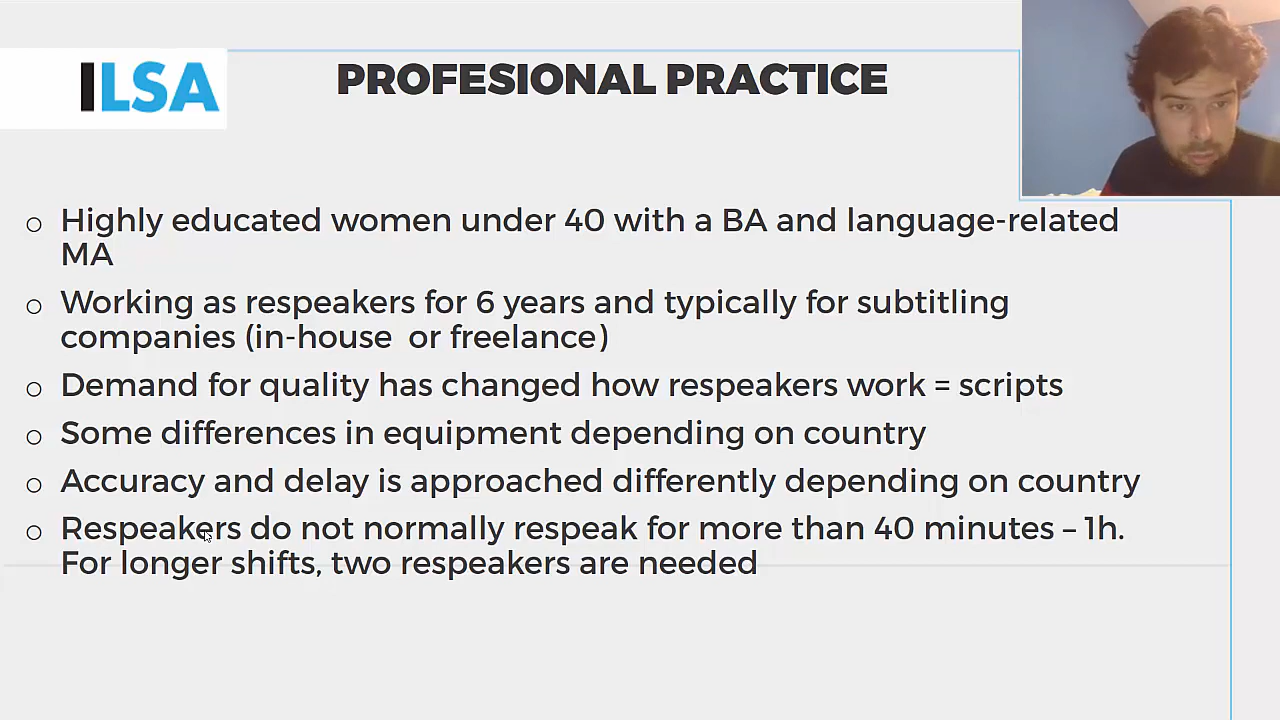 ILSA
PROFESIONAL PRACTICE
o Highly educated women under 40 with a BA and language-related
MA
o Working as respeakers for 6 years and typically for subtitling
companies (in-house  or freelance)
o Demand for quality has changed how respeakers work = scripts
o Some differences in equipment depending on country
o Accuracy and delay is approached differently depending on country
o Respeakers do not normally respeak for more than 40 minutes – 1h.
For longer shifts, two respeakers are needed